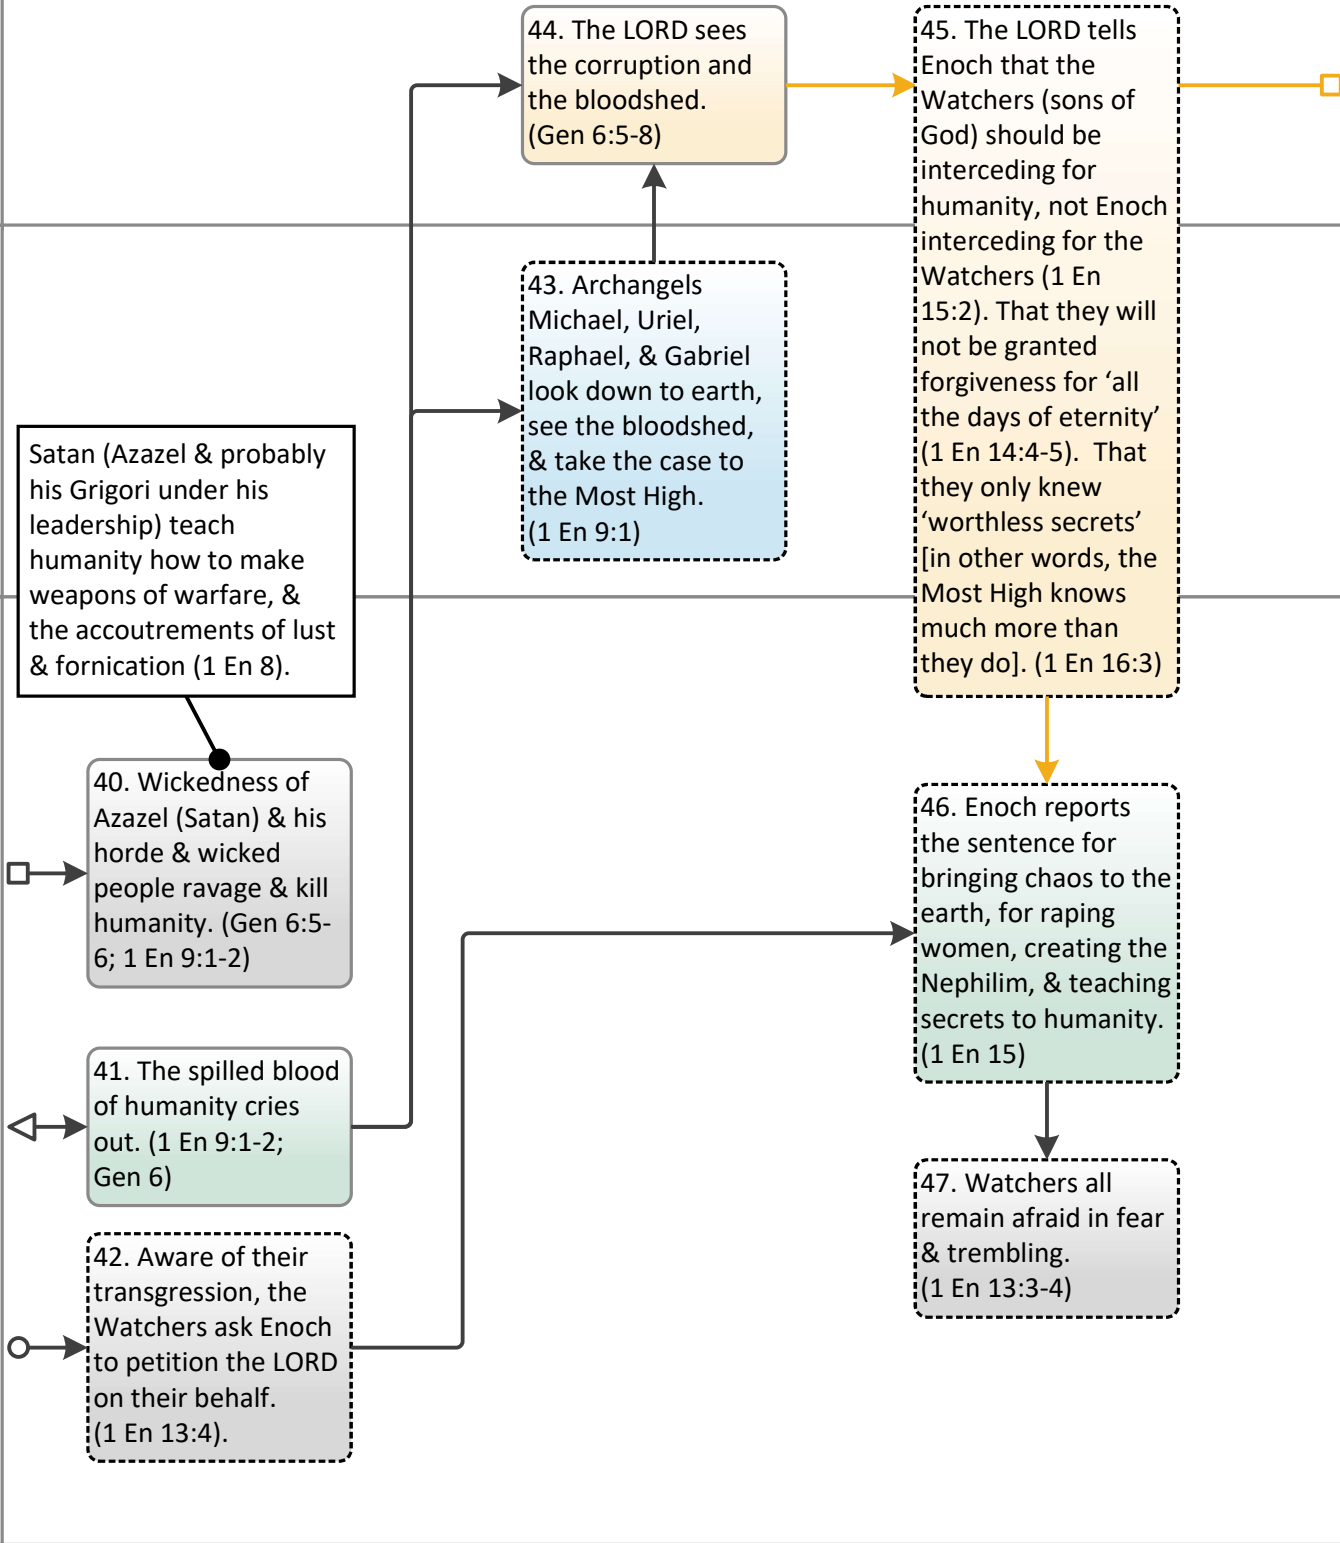 44. The LORD sees
the corruption and
the bloodshed.
(Gen 6:5-8)
45. The LORD tells
Enoch that the
Watchers (sons of
God) should be
interceding for
humanity, not Enoch
interceding for the
Watchers (1 En
15:2). That they will
not be granted
forgiveness for ‘all
the days of eternity’
(1 En 14:4-5).  That
they only knew
‘worthless secrets’
[in other words, the
Most High knows
much more than
they do]. (1 En 16:3)
43. Archangels
Michael, Uriel,
Raphael, & Gabriel
look down to earth,
see the bloodshed,
& take the case to
the Most High.
(1 En 9:1)
Satan (Azazel & probably
his Grigori under his
leadership) teach
humanity how to make
weapons of warfare, &
the accoutrements of lust
& fornication (1 En 8).
40. Wickedness of
Azazel (Satan) & his
horde & wicked
people ravage & kill
humanity. (Gen 6:5-
6; 1 En 9:1-2)
46. Enoch reports
the sentence for
bringing chaos to the
earth, for raping
women, creating the
Nephilim, & teaching
secrets to humanity.
(1 En 15)
41. The spilled blood
of humanity cries
out. (1 En 9:1-2;
Gen 6)
47. Watchers all
remain afraid in fear
& trembling.
(1 En 13:3-4)
42. Aware of their
transgression, the
Watchers ask Enoch
to petition the LORD
on their behalf.
(1 En 13:4).